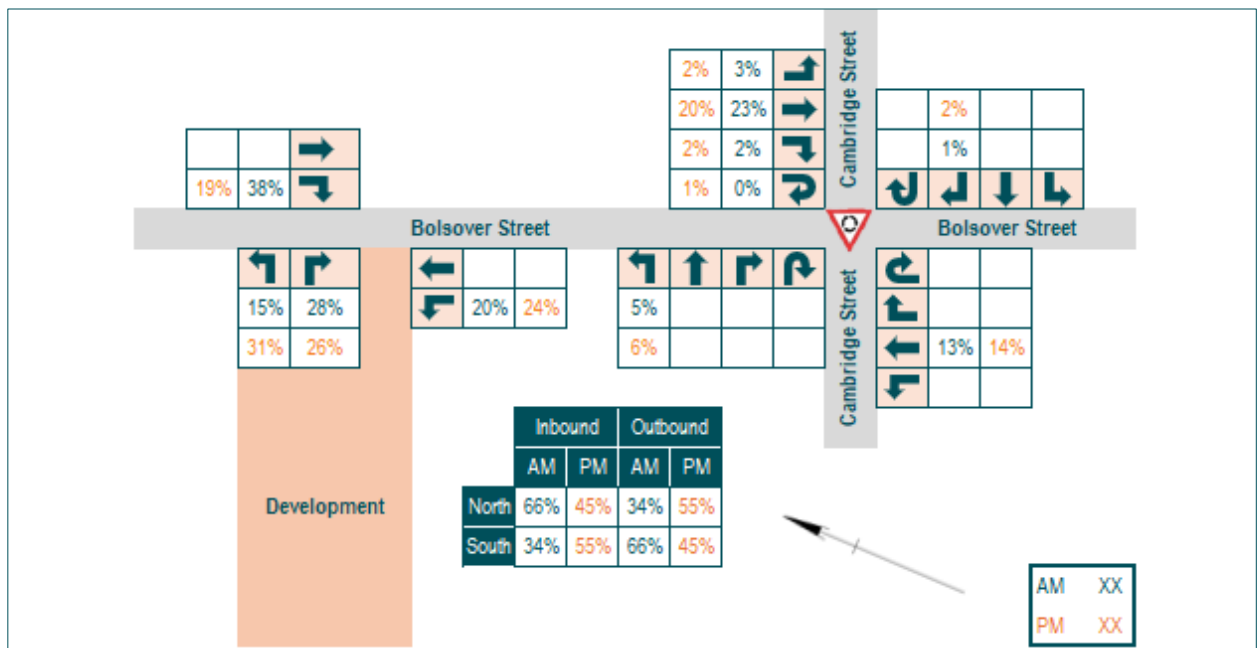 2% 3%
20% 23%
2% 2%
1% 0%
Cambridge Street
2%
1%
19% 38%
Bolsover Street
Bolsover Street
15% 28%
31% 26%
20% 24%
5%
6%
Cambridge Street
13% 14%
Inbound Outbound
AM PM AM PM
North 66% 45% 34% 55%
South 34% 55% 66% 45%
Development
AM XX
PM XX